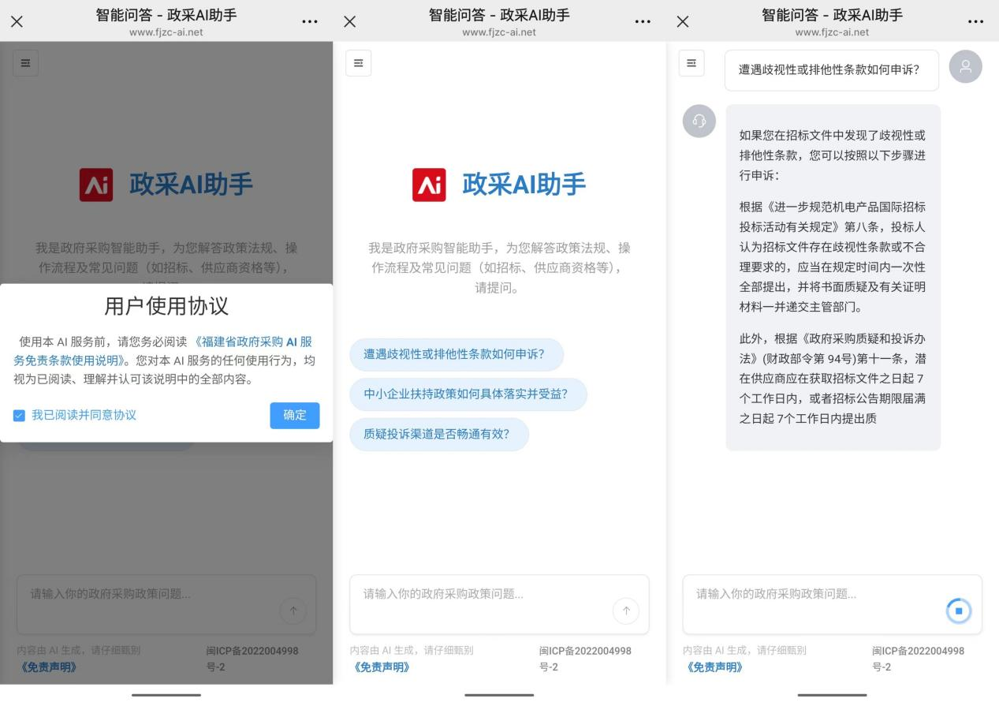 智能问答 - 政采AI助手
www.fjzc-ai.net
Ai 政采AI助手
我是政府采购智能助手，为您解答政策法规、操
作流程及常见问题（如招标、供应商资格等），
用户使用协议
使用本 AI 服务前，请您务必阅读 《福建省政府采购 AI 服
务免责条款使用说明》。您对本 AI 服务的任何使用行为，均
视为已阅读、理解并认可该说明中的全部内容。
我已阅读并同意协议
确定
请输入你的政府采购政策问题...
内容由 AI 生成，请仔细甄别
《免责声明》
闽ICP备2022004998
号-2
智能问答 - 政采AI助手
www.fjzc-ai.net
Ai 政采AI助手
我是政府采购智能助手，为您解答政策法规、操
作流程及常见问题（如招标、供应商资格等），
请提问。
遭遇歧视性或排他性条款如何申诉？
中小企业扶持政策如何具体落实并受益？
质疑投诉渠道是否畅通有效？
请输入你的政府采购政策问题...
内容由 AI 生成，请仔细甄别
《免责声明》
闽ICP备2022004998
号-2
智能问答 - 政采AI助手
www.fjzc-ai.net
遭遇歧视性或排他性条款如何申诉？
如果您在招标文件中发现了歧视性或
排他性条款，您可以按照以下步骤进
行申诉：
根据《进一步规范机电产品国际招标
投标活动有关规定》第八条，投标人
认为招标文件存在歧视性条款或不合
理要求的，应当在规定时间内一次性
全部提出，并将书面质疑及有关证明
材料一并递交主管部门。
此外，根据《政府采购质疑和投诉办
法》(财政部令第 94号)第十一条，潜
在供应商应在获取招标文件之日起 7
个工作日内，或者招标公告期限届满
之日起 7个工作日内提出质
请输入你的政府采购政策问题...
内容由 AI 生成，请仔细甄别
《免责声明》
闽ICP备2022004998
号-2